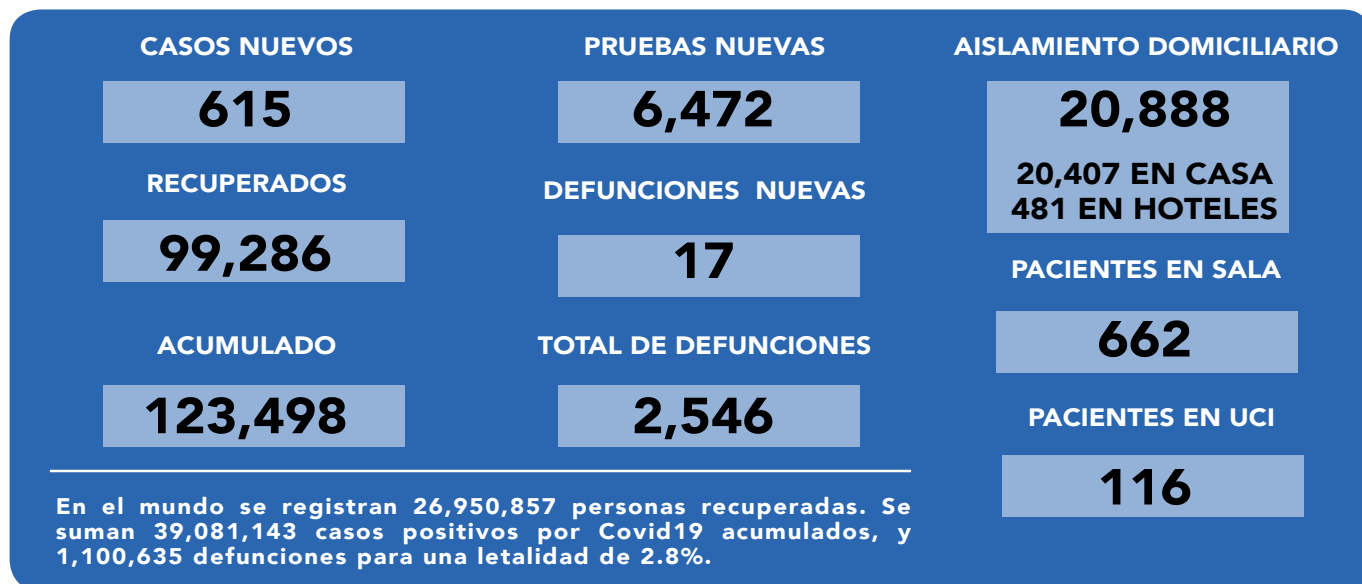 CASOS NUEVOS
615
RECUPERADOS
99,286
ACUMULADO
123,498
PRUEBAS NUEVAS
6,472
DEFUNCIONES NUEVAS
17
TOTAL DE DEFUNCIONES
2,546
AISLAMIENTO DOMICILIARIO
20,888
20,407 EN CASA
481 EN HOTELES
PACIENTES EN SALA
662
PACIENTES EN UCI
116
En el mundo se registran 26,950,857 personas recuperadas. Se
suman 39,081,143 casos positivos por Covid19 acumulados, y
1,100,635 defunciones para una letalidad de 2.8%.